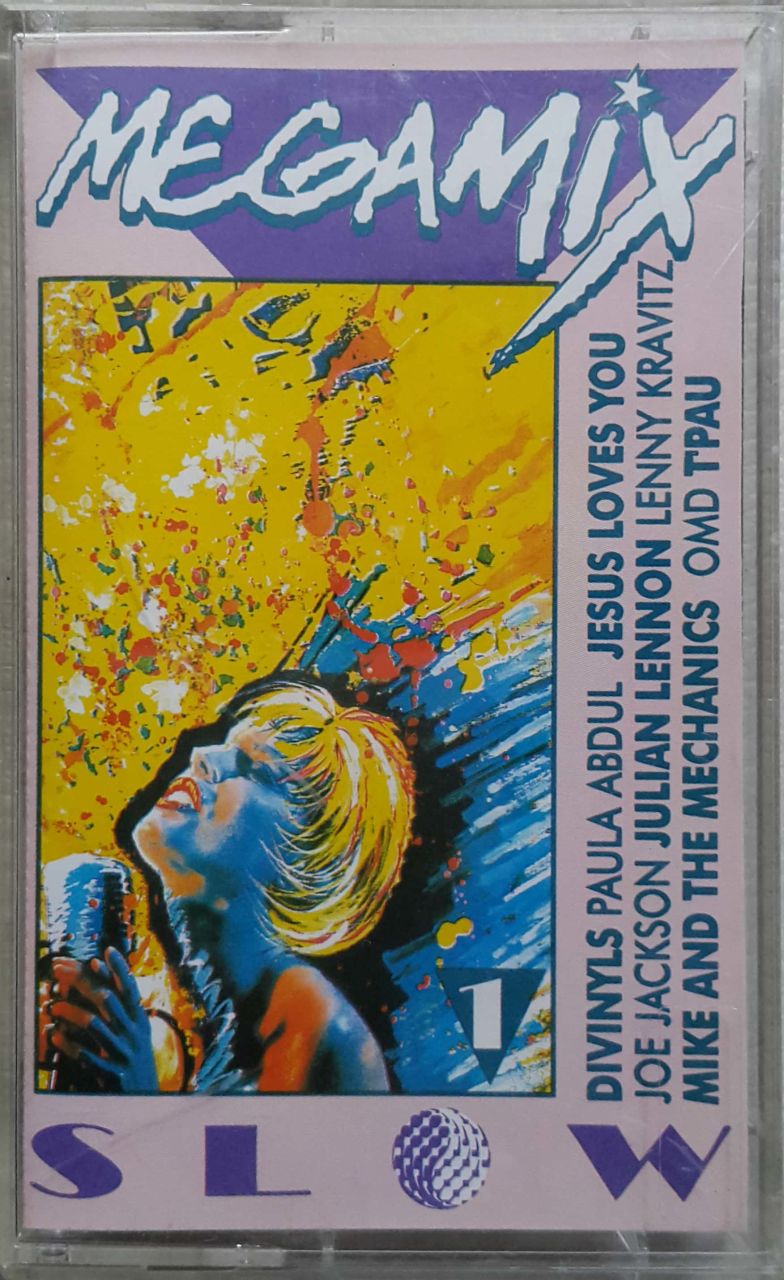 MEGAMiX
DIVINYLS PAULA ABDUL JESUS LOVES YOU
JOE JACKSON JULIAN LENNON LENNY KRAVITZ
MIKE AND THE MECHANICS OMD T'PAU
1
SLOW